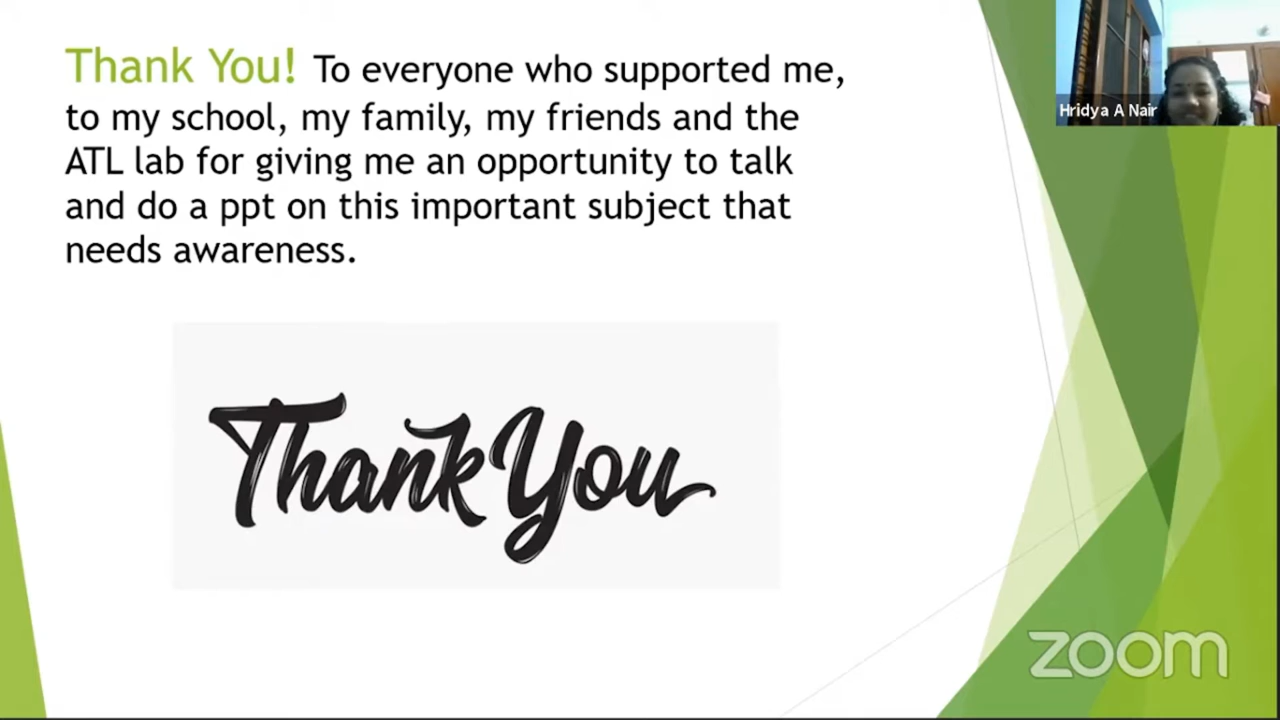 Thank You! To everyone who supported me,
to my school, my family, my friends and the
ATL lab for giving me an opportunity to talk
and do a ppt on this important subject that
needs awareness.
Hridya A Nair
Thank You
zoom